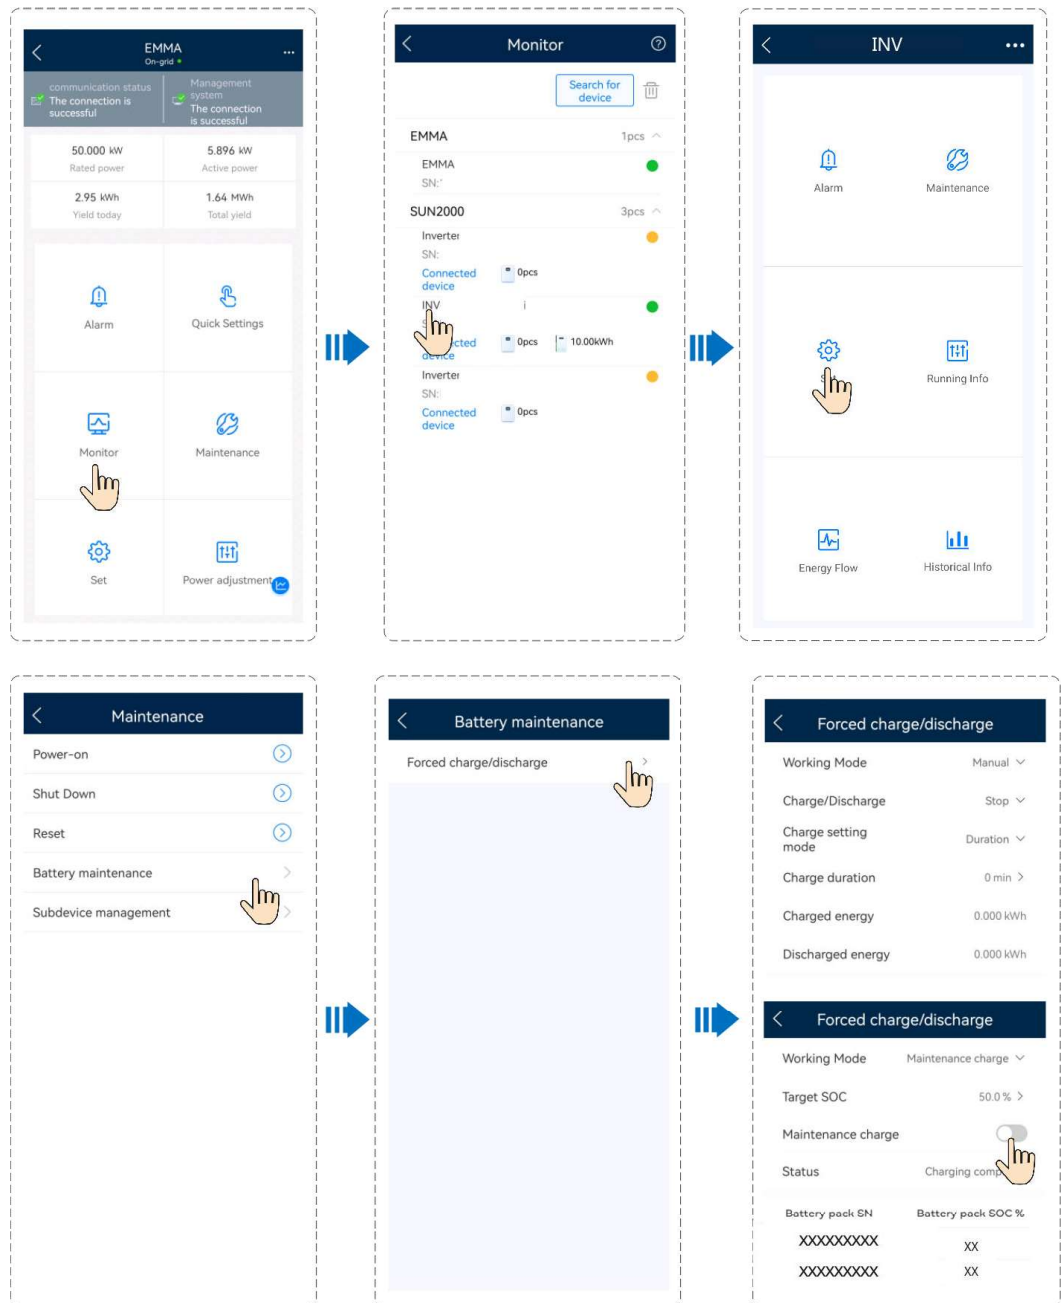 EMMA
On-grid
communication status
The connection is
successful
Management
system
The connection
is successful
50.000 kW
Rated power
5.896 kW
Active power
2.95 kWh
Yield today
1.64 MWh
Total yield
Alarm
Quick Settings
Monitor
Maintenance
Set
Power adjustment
Monitor
Search for
device
EMMA
1pcs
EMMA
SN:
SUN2000
3pcs
Inverter
SN:
Connected
device
0pcs
INV
0pcs
10.00kWh
device
Inverter
SN:
Connected
device
0pcs
INV
Alarm
Maintenance
Running Info
Energy Flow
Historical Info
Maintenance
Power-on
Shut Down
Reset
Battery maintenance
Subdevice management
Battery maintenance
Forced charge/discharge
Forced charge/discharge
Working Mode
Manual
Charge/Discharge
Stop
Charge setting
mode
Duration
Charge duration
0 min
Charged energy
0.000 kWh
Discharged energy
0.000 kWh
Forced charge/discharge
Working Mode
Maintenance charge
Target SOC
50.0 %
Maintenance charge
Status
Charging comp
Battery pack SN
Battery pack SOC %
XXXXXXXXX
XX
XXXXXXXXX
XX